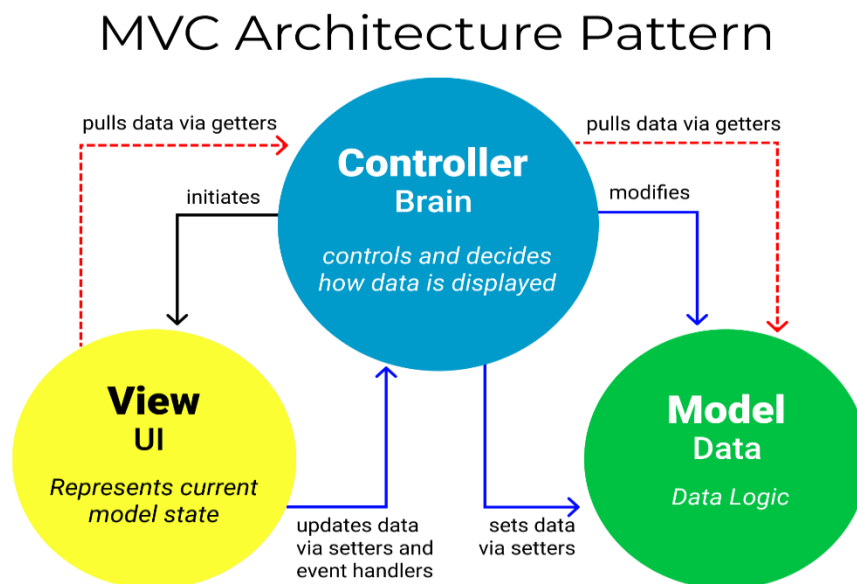 MVC Architecture Pattern
pulls data via getters
pulls data via getters
Controller
Brain
initiates
modifies
controls and decides
how data is displayed
View
UI
Represents current
model state
Model
Data
Data Logic
updates data
via setters and
event handlers
sets data
via setters